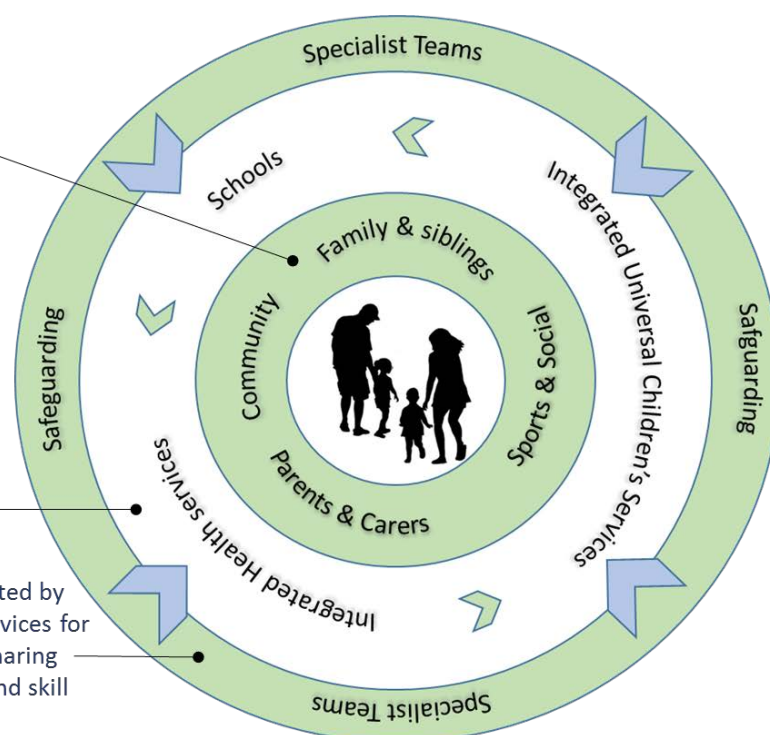 Specialist Teams
Schools
Integrated Universal Children's Services
Family & siblings
Community
Sports & Social
Parents & Carers
Safeguarding
Safguarding
Integrated Health services
ted by
vices for
haring
nd skill
Specialist Teams